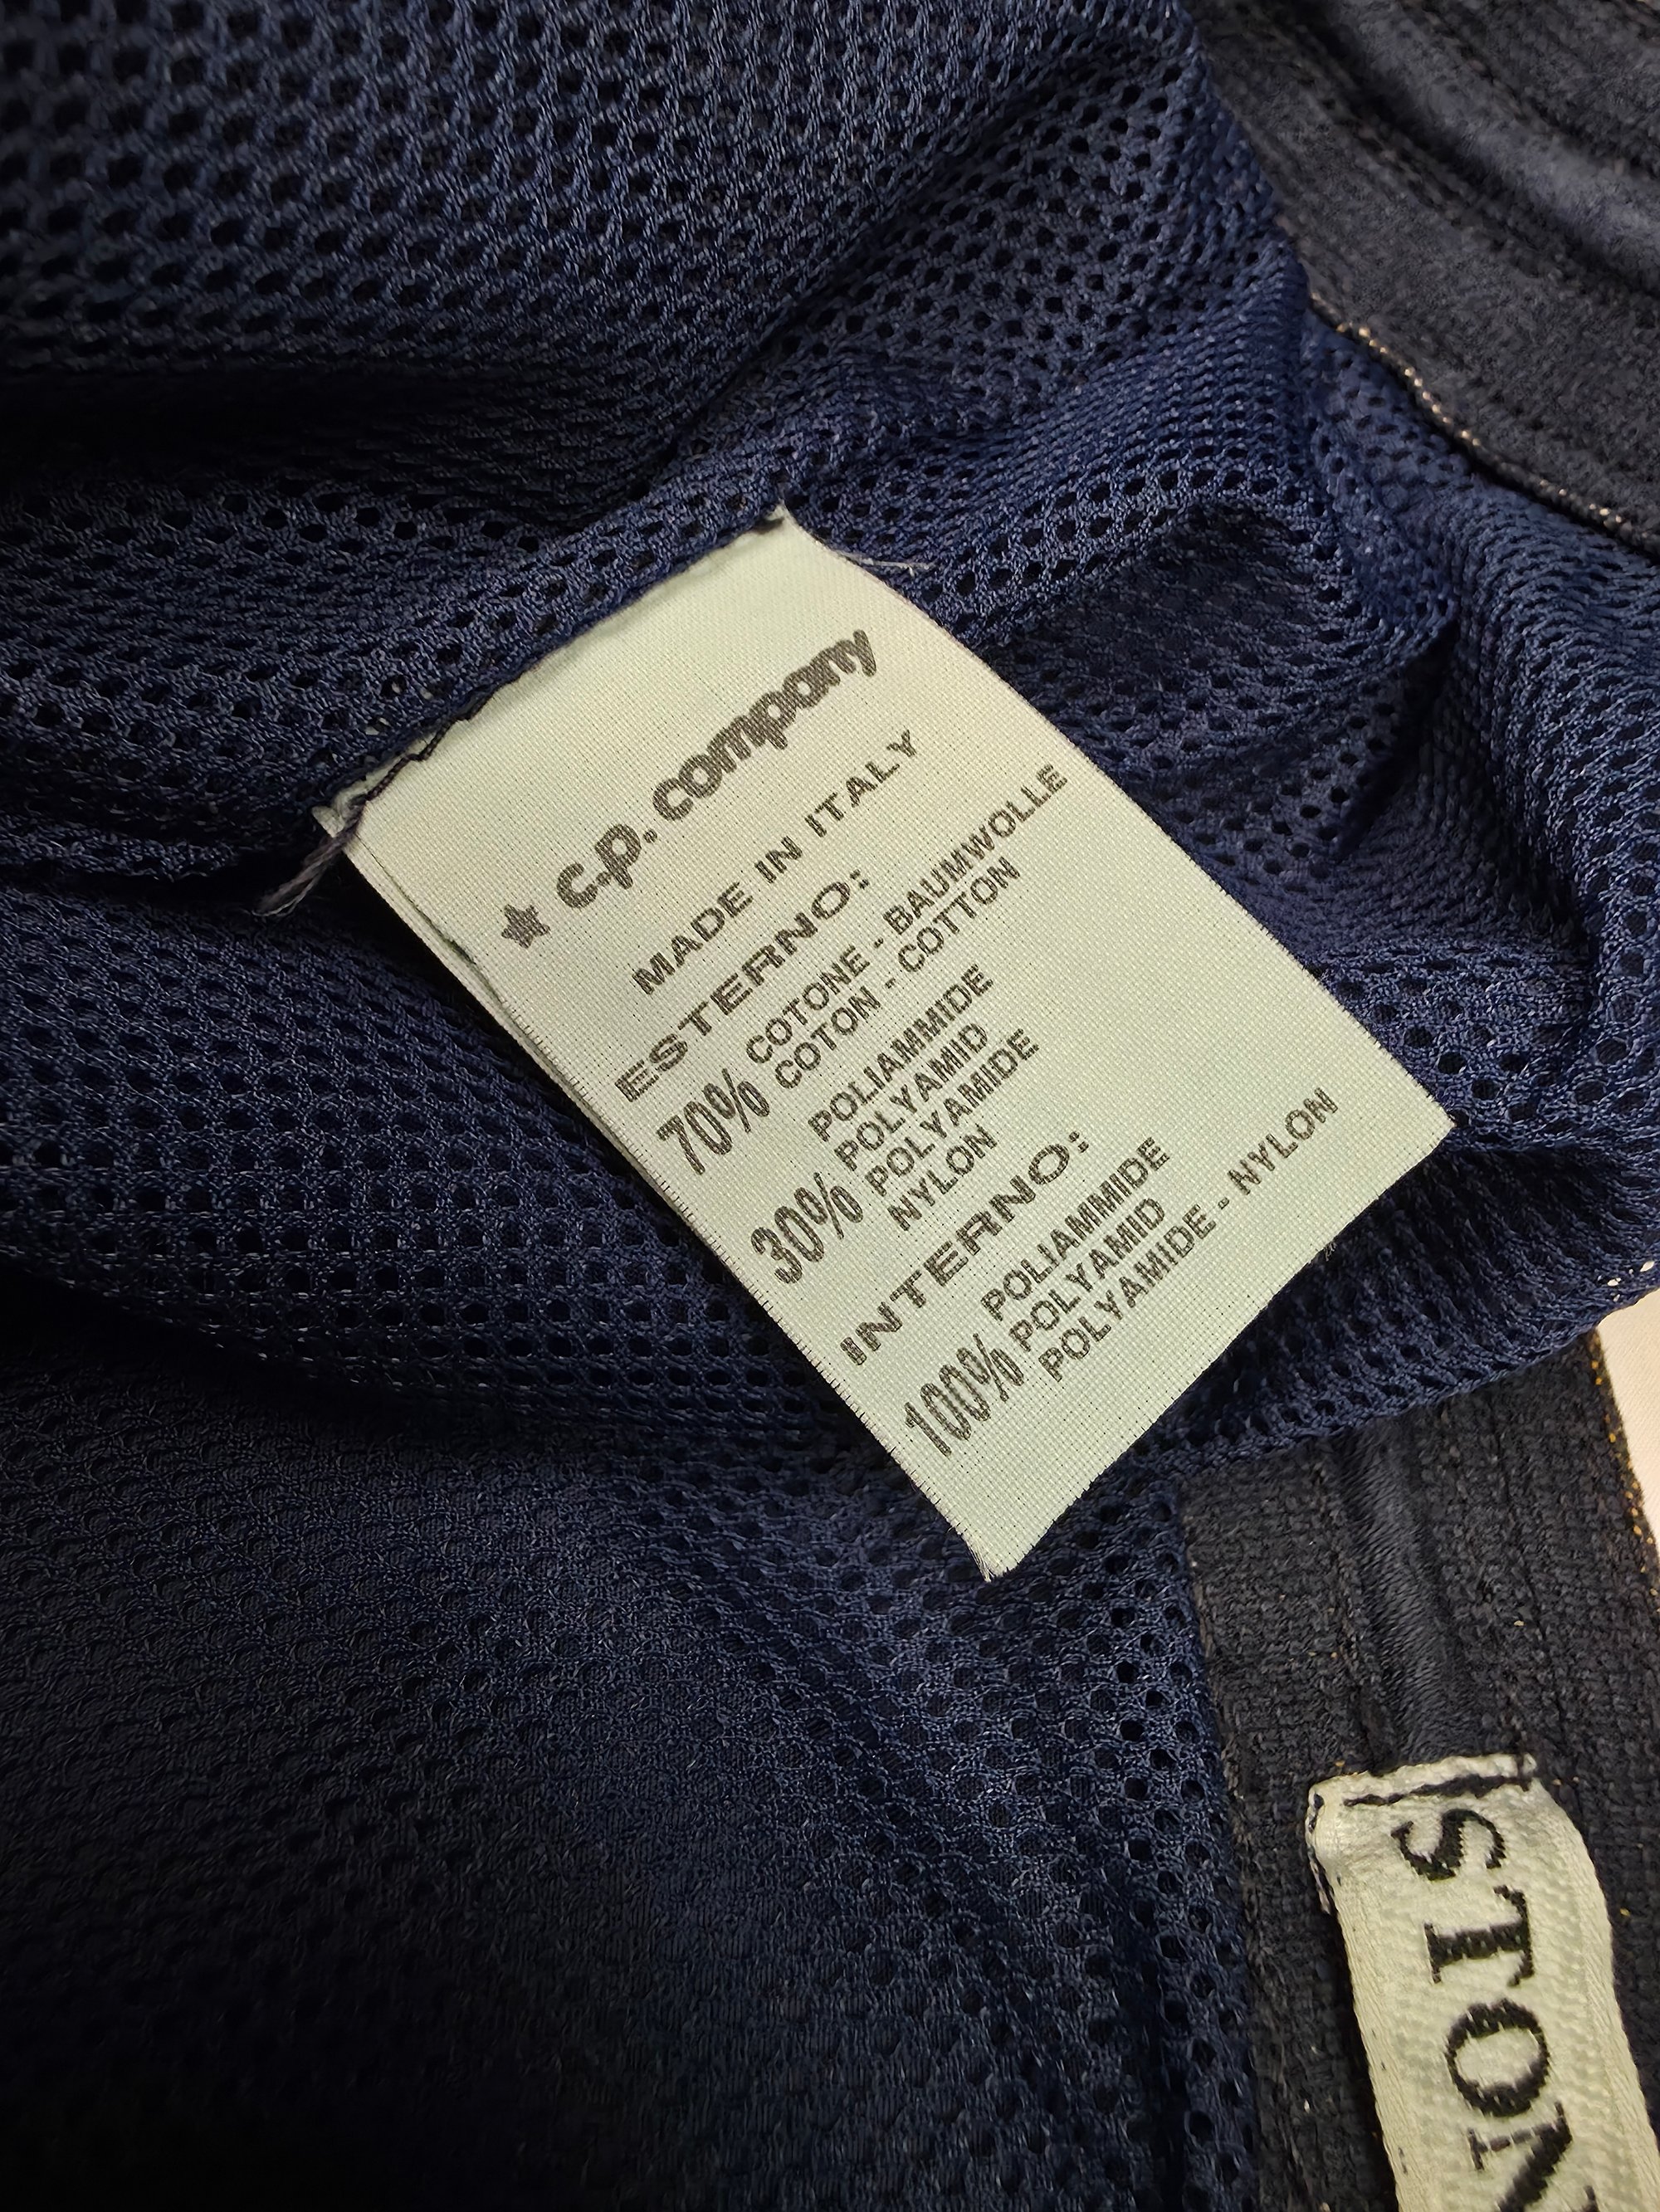 ★ c.p. company
MADE IN ITALY
ESTERNO:
70% COTONE - BAUMWOLLE
COTON - COTTON
30% POLIAMMIDE
POLYAMID
POLYAMIDE
NYLON
INTERNO:
100% POLIAMMIDE
POLYAMID
POLYAMIDE - NYLON
STON